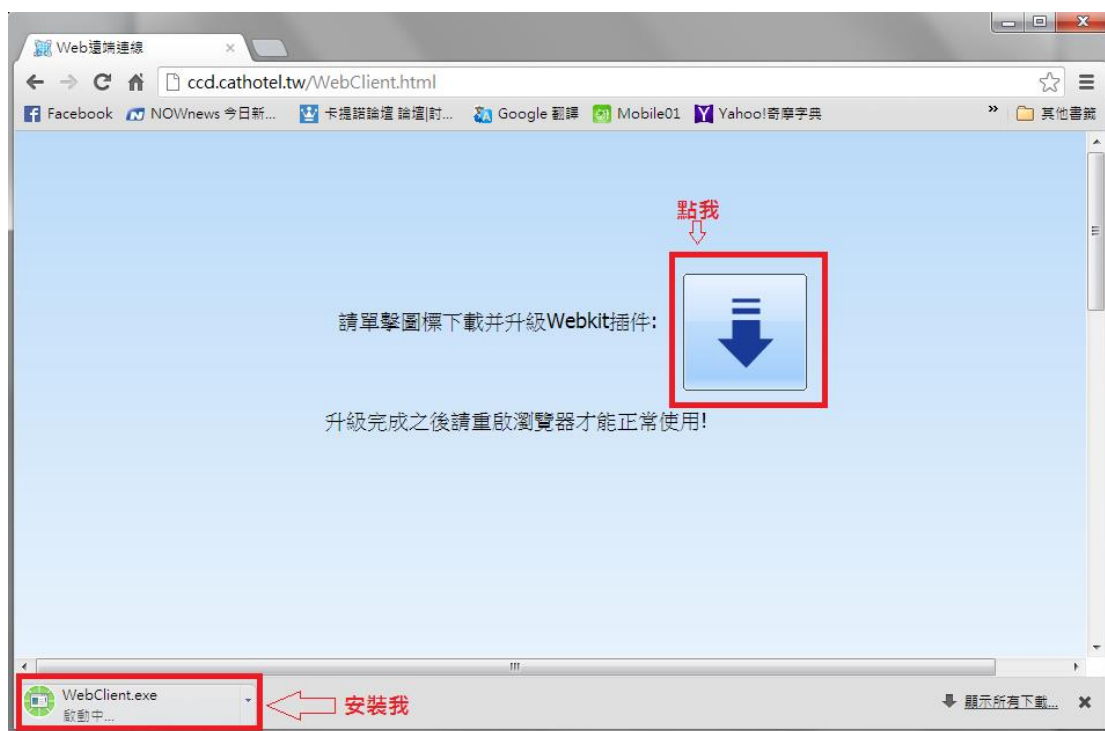 Web遠端連線
ccd.cathotel.tw/WebClient.html
Facebook NOWnews 今日新... 卡提諾論壇 論壇|討... Google 翻譯 Mobile01 Yahoo!奇摩字典 » 其他書籤
點我
請單擊圖標下載并升級Webkit插件:
升級完成之後請重啟瀏覽器才能正常使用!
WebClient.exe
啟動中...
安裝我
顯示所有下載...